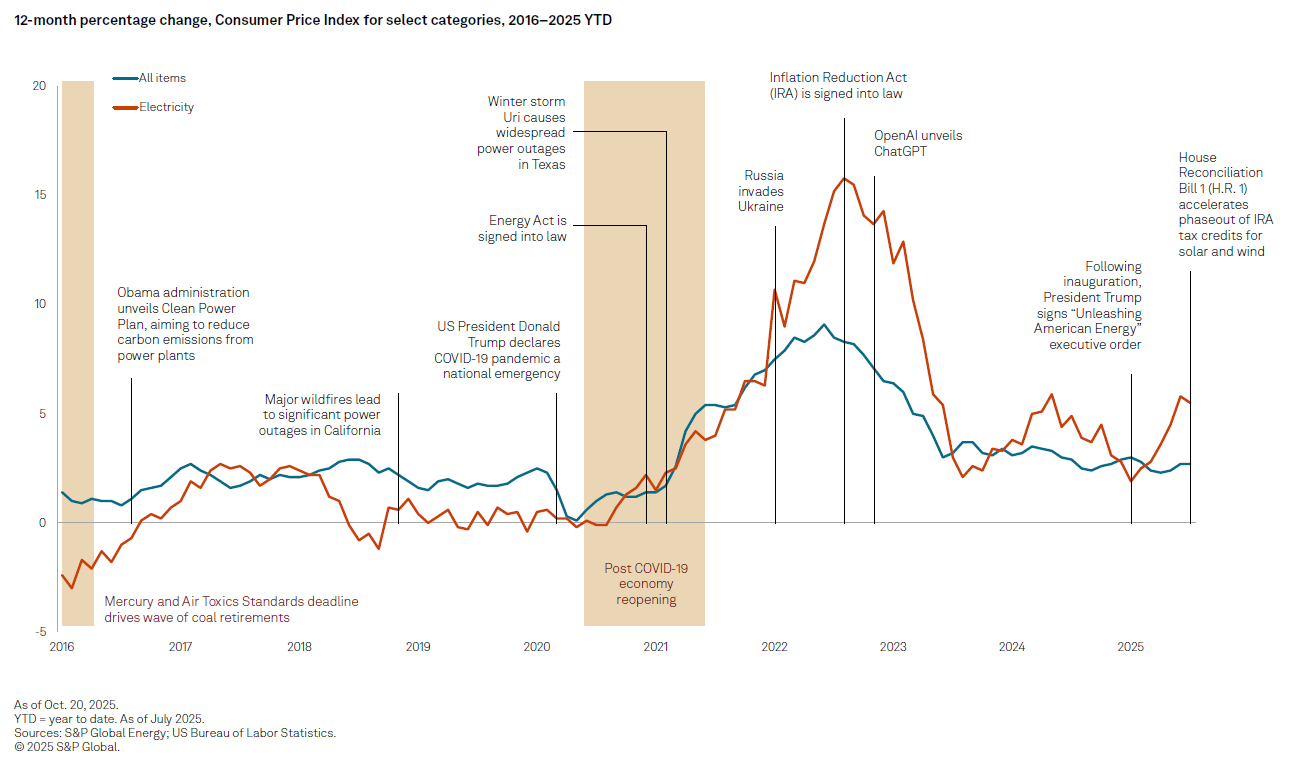 12-month percentage change, Consumer Price Index for select categories, 2016–2025 YTD
All items
Electricity
20
15
10
5
0
-5
Obama administration
unveils Clean Power
Plan, aiming to reduce
carbon emissions from
power plants
Mercury and Air Toxics Standards deadline
drives wave of coal retirements
Major wildfires lead
to significant power
outages in California
US President Donald
Trump declares
COVID-19 pandemic a
national emergency
Winter storm
Uri causes
widespread
power outages
in Texas
Energy Act is
signed into law
Post COVID-19
economy
reopening
Russia
invades
Ukraine
Inflation Reduction Act
(IRA) is signed into law
OpenAI unveils
ChatGPT
Following
inauguration,
President Trump
signs “Unleashing
American Energy”
executive order
House
Reconciliation
Bill 1 (H.R. 1)
accelerates
phaseout of IRA
tax credits for
solar and wind
2016
2017
2018
2019
2020
2021
2022
2023
2024
2025
As of Oct. 20, 2025.
YTD = year to date. As of July 2025.
Sources: S&P Global Energy; US Bureau of Labor Statistics.
© 2025 S&P Global.